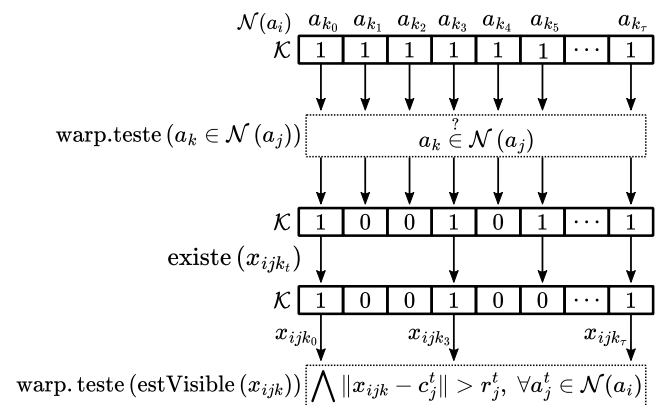 𝒩(aᵢ) a_{k_0} a_{k_1} a_{k_2} a_{k_3} a_{k_4} a_{k_5} a_{k_τ}
𝒦 1 1 1 1 1 1 ··· 1
warp.teste (a_k ∈ 𝒩 (a_j)) a_k ∈^? 𝒩 (a_j)
𝒦 1 0 0 1 0 1 ··· 1
existe (x_{ijk_t})
𝒦 1 0 0 1 0 0 ··· 1
x_{ijk_0} x_{ijk_3} x_{ijk_τ}
warp. teste (estVisible (x_{ijk})) ⋀ ‖x_{ijk} − c_j^t‖ > r_j^t, ∀a_j^t ∈ 𝒩(a_i)